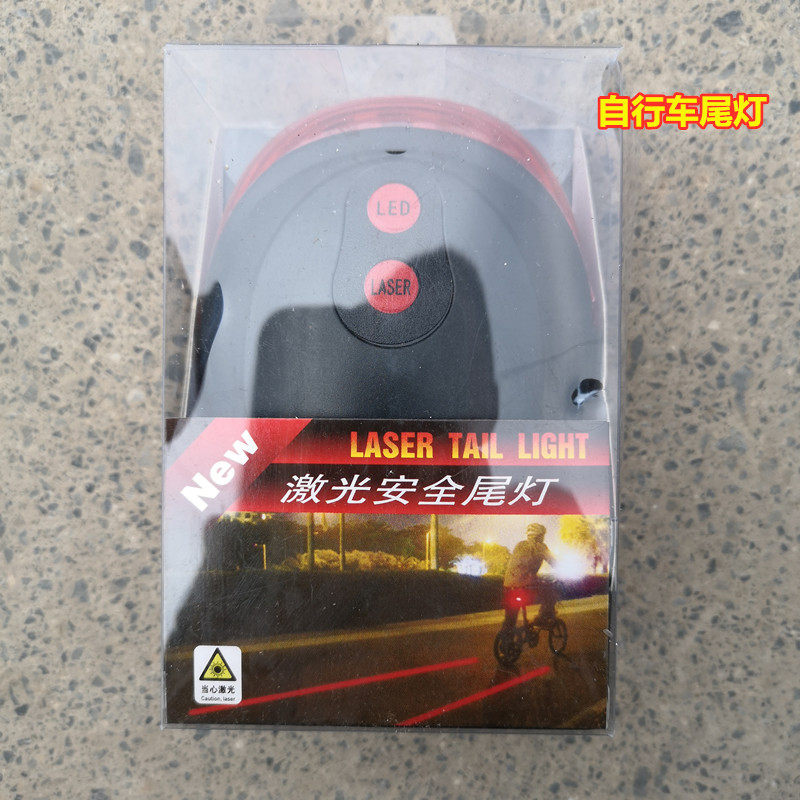 自行车尾灯
LED
LASER
New
LASER TAIL LIGHT
激光安全尾灯
当心激光
Caution, laser